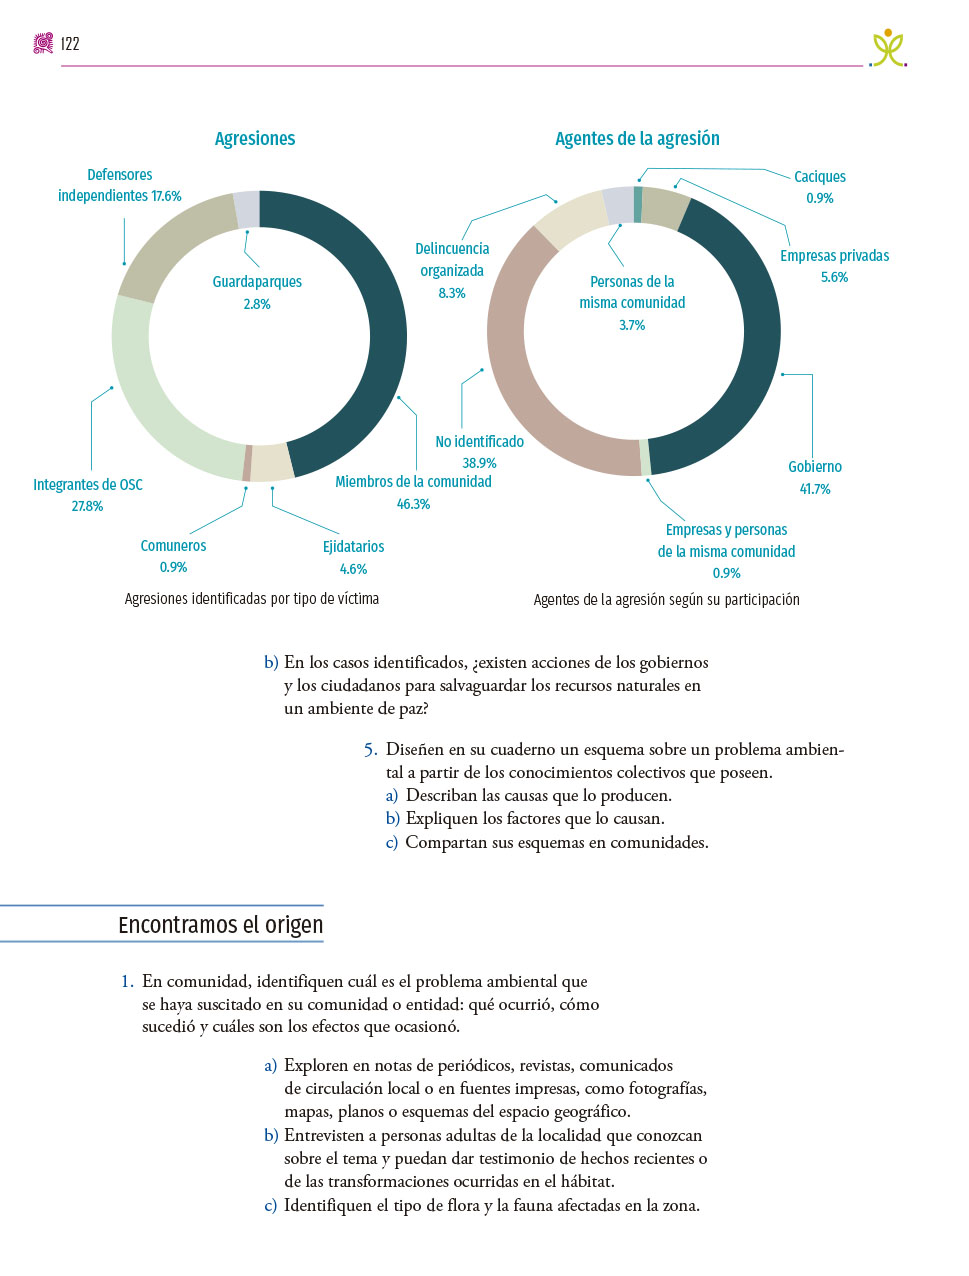 122
Agresiones
Defensores
independientes 17.6%
Guardaparques
2.8%
Integrantes de OSC
27.8%
Miembros de la comunidad
46.3%
Comuneros
0.9%
Ejidatarios
4.6%
Agresiones identificadas por tipo de víctima
Agentes de la agresión
Caciques
0.9%
Delincuencia
organizada
8.3%
Empresas privadas
5.6%
Personas de la
misma comunidad
3.7%
No identificado
38.9%
Gobierno
41.7%
Empresas y personas
de la misma comunidad
0.9%
Agentes de la agresión según su participación
b) En los casos identificados, ¿existen acciones de los gobiernos
y los ciudadanos para salvaguardar los recursos naturales en
un ambiente de paz?
5. Diseñen en su cuaderno un esquema sobre un problema ambien-
tal a partir de los conocimientos colectivos que poseen.
a) Describan las causas que lo producen.
b) Expliquen los factores que lo causan.
c) Compartan sus esquemas en comunidades.
Encontramos el origen
1. En comunidad, identifiquen cuál es el problema ambiental que
se haya suscitado en su comunidad o entidad: qué ocurrió, cómo
sucedió y cuáles son los efectos que ocasionó.
a) Exploren en notas de periódicos, revistas, comunicados
de circulación local o en fuentes impresas, como fotografías,
mapas, planos o esquemas del espacio geográfico.
b) Entrevisten a personas adultas de la localidad que conozcan
sobre el tema y puedan dar testimonio de hechos recientes o
de las transformaciones ocurridas en el hábitat.
c) Identifiquen el tipo de flora y la fauna afectadas en la zona.